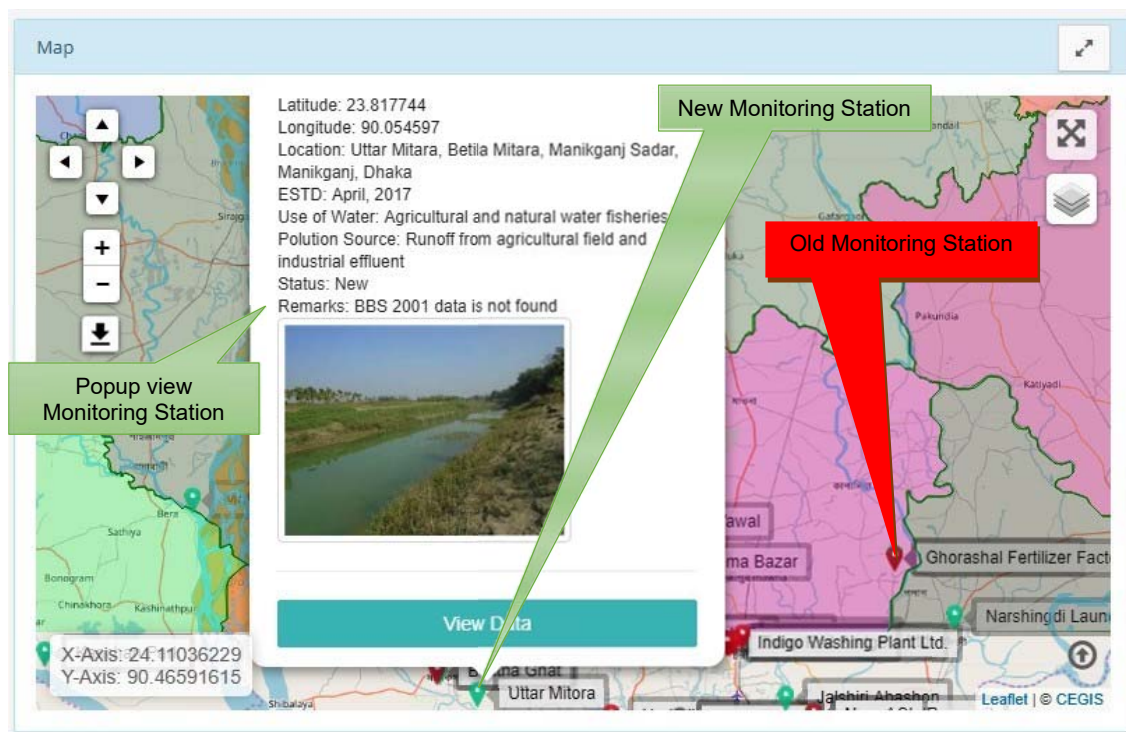 Map
Latitude: 23.817744
Longitude: 90.054597
Location: Uttar Mitara, Betila Mitara, Manikganj Sadar,
Manikganj, Dhaka
ESTD: April, 2017
Use of Water: Agricultural and natural water fisheries
Polution Source: Runoff from agricultural field and
industrial effluent
Status: New
Remarks: BBS 2001 data is not found
New Monitoring Station
Old Monitoring Station
Popup view
Monitoring Station
+
−
Pakundia
Katiyadi
Bera
Sathiya
Bonogram
Chinakhora
Kashinathpur
Ghorashal Fertilizer Fact
Narshingdi Laun
View Data
Indigo Washing Plant Ltd.
X-Axis: 24.11036229
Y-Axis: 90.46591615
Shibalaya
Uttar Mitora
Jalshiri Abashon
Leaflet | © CEGIS